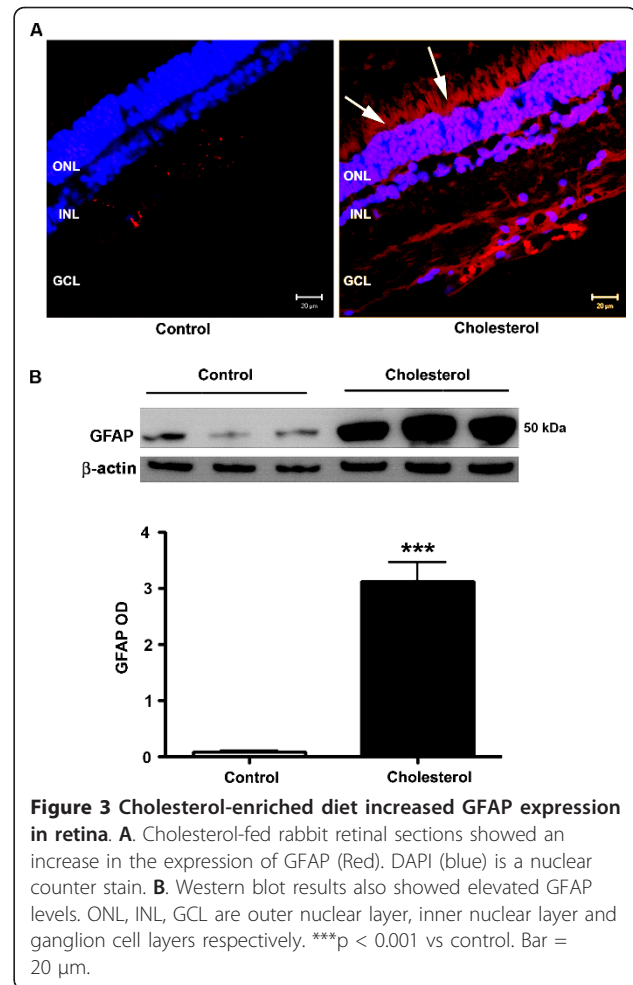 A
ONL
INL
GCL
20 µm
Control
ONL
INL
GCL
20 µm
Cholesterol
B
Control
Cholesterol
GFAP
50 kDa
β-actin
GFAP OD
4
3
2
1
0
***
Control
Cholesterol
Figure 3 Cholesterol-enriched diet increased GFAP expression
in retina. A. Cholesterol-fed rabbit retinal sections showed an
increase in the expression of GFAP (Red). DAPI (blue) is a nuclear
counter stain. B. Western blot results also showed elevated GFAP
levels. ONL, INL, GCL are outer nuclear layer, inner nuclear layer and
ganglion cell layers respectively. ***p < 0.001 vs control. Bar =
20 μm.